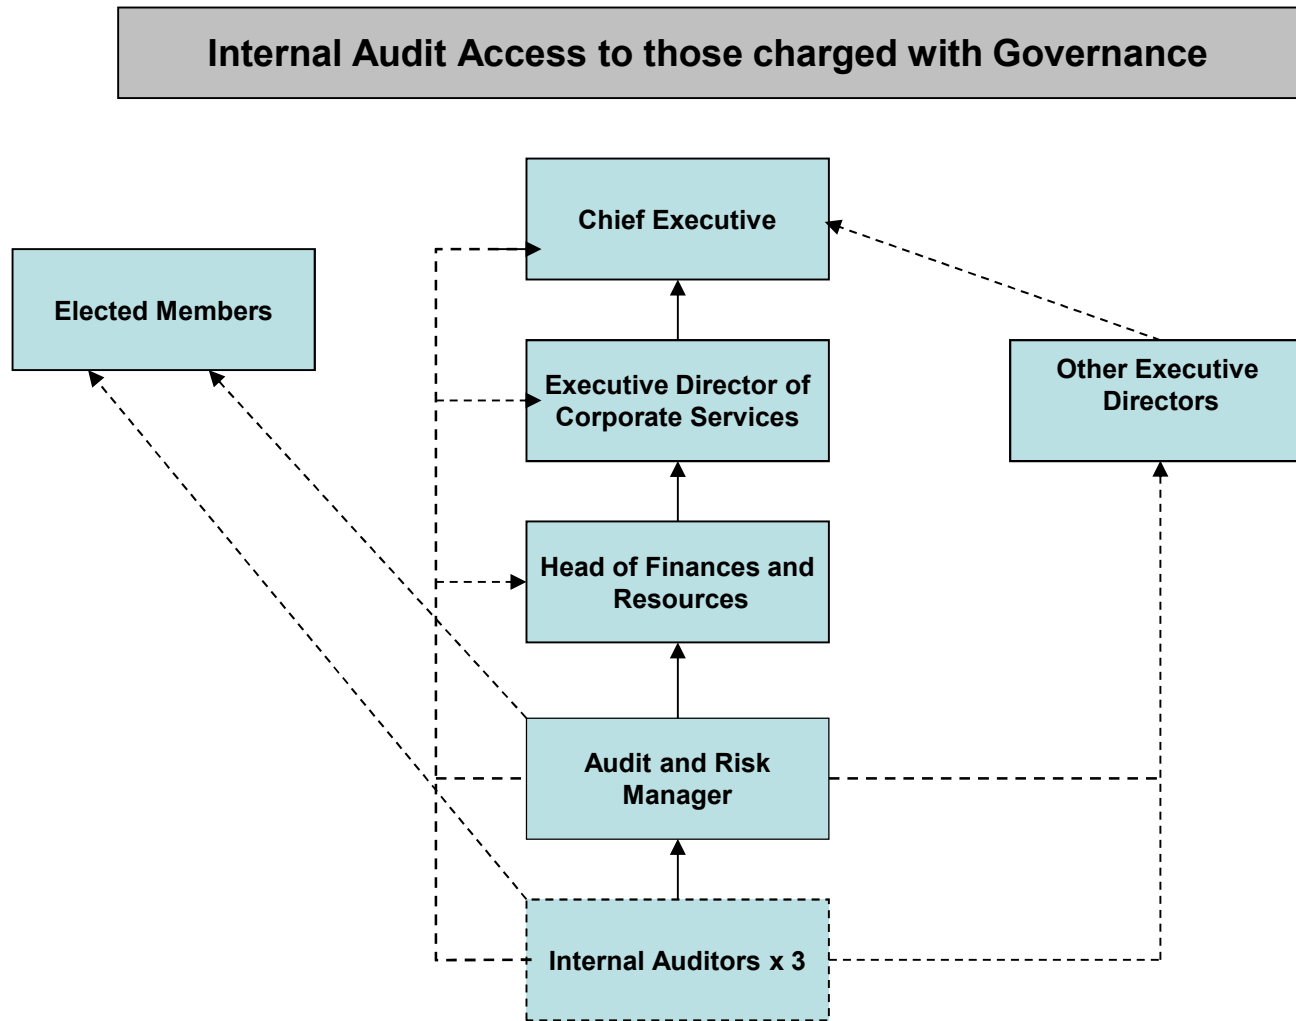 Internal Audit Access to those charged with Governance
Chief Executive
Elected Members
Executive Director of
Corporate Services
Other Executive
Directors
Head of Finances and
Resources
Audit and Risk
Manager
Internal Auditors x 3